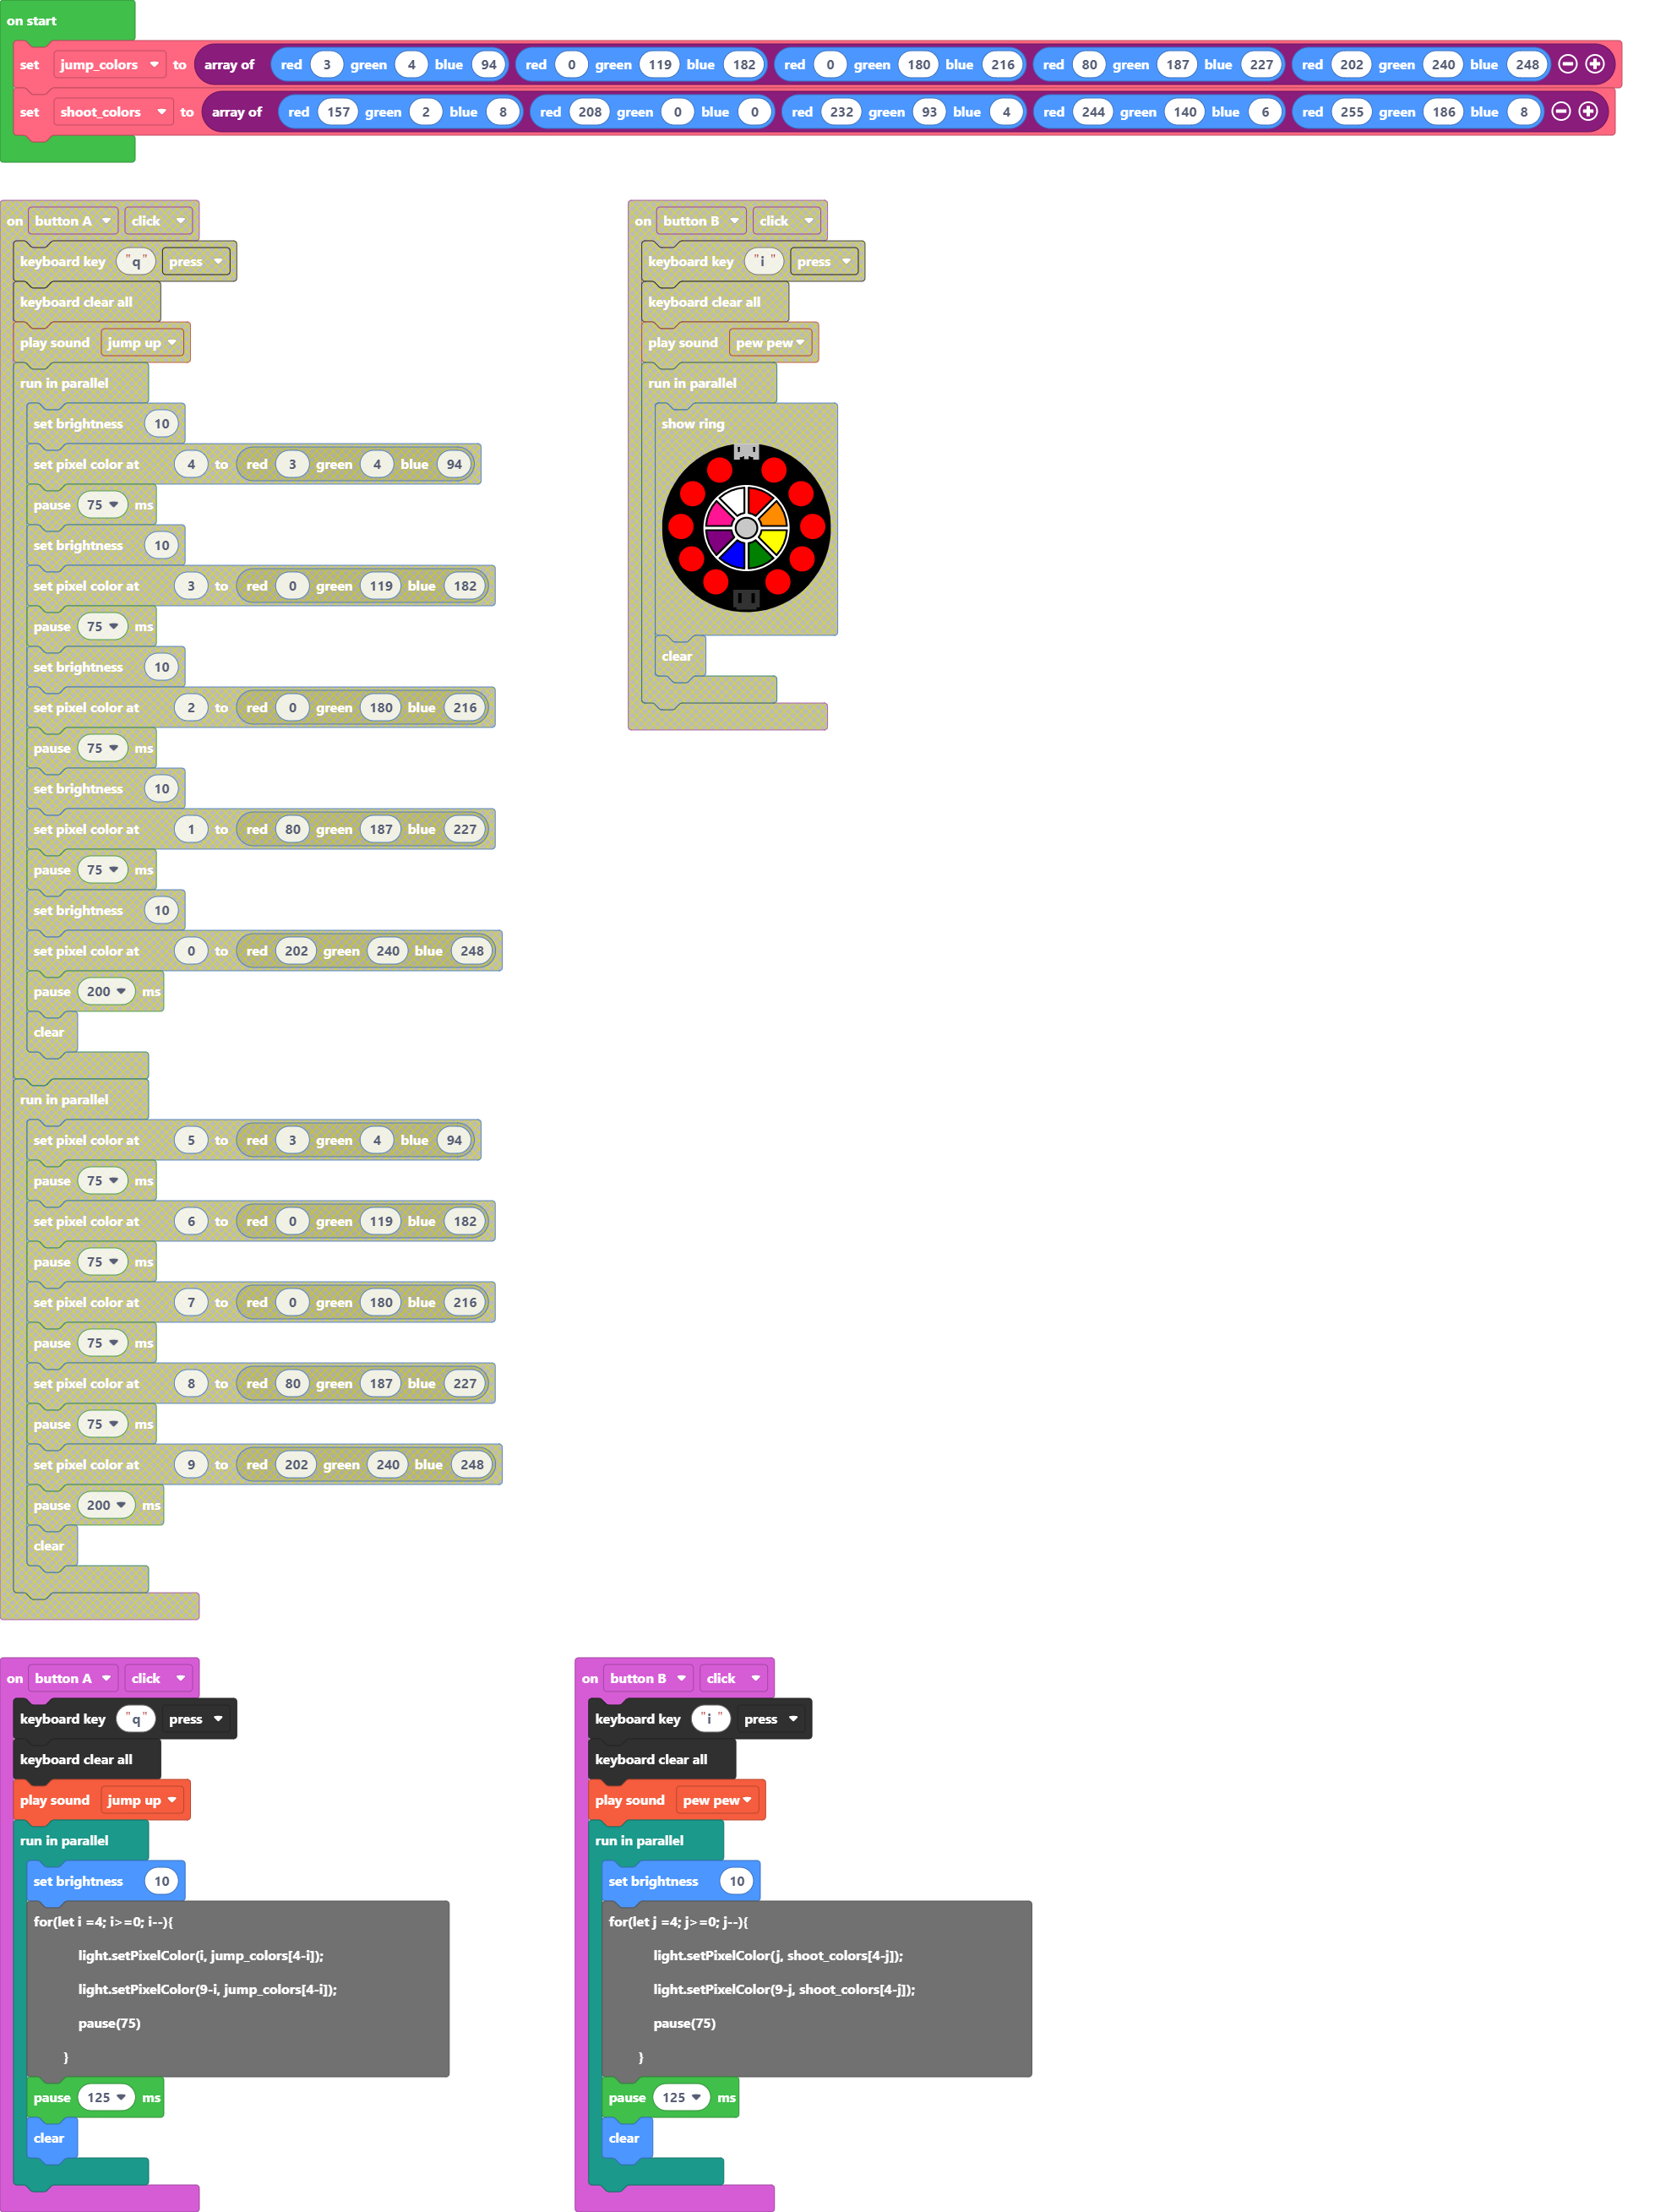 on start
set jump_colors to array of red 3 green 4 blue 94 red 0 green 119 blue 182 red 0 green 180 blue 216 red 80 green 187 blue 227 red 202 green 240 blue 248
set shoot_colors to array of red 157 green 2 blue 8 red 208 green 0 blue 0 red 232 green 93 blue 4 red 244 green 140 blue 6 red 255 green 186 blue 8
on button A click
keyboard key "q" press
keyboard clear all
play sound jump up
run in parallel
set brightness 10
set pixel color at 4 to red 3 green 4 blue 94
pause 75 ms
set brightness 10
set pixel color at 3 to red 0 green 119 blue 182
pause 75 ms
set brightness 10
set pixel color at 2 to red 0 green 180 blue 216
pause 75 ms
set brightness 10
set pixel color at 1 to red 80 green 187 blue 227
pause 75 ms
set brightness 10
set pixel color at 0 to red 202 green 240 blue 248
pause 200 ms
clear
run in parallel
set pixel color at 5 to red 3 green 4 blue 94
pause 75 ms
set pixel color at 6 to red 0 green 119 blue 182
pause 75 ms
set pixel color at 7 to red 0 green 180 blue 216
pause 75 ms
set pixel color at 8 to red 80 green 187 blue 227
pause 75 ms
set pixel color at 9 to red 202 green 240 blue 248
pause 200 ms
clear
on button B click
keyboard key "i" press
keyboard clear all
play sound pew pew
run in parallel
show ring
clear
on button A click
keyboard key "q" press
keyboard clear all
play sound jump up
run in parallel
set brightness 10
for(let i =4; i>=0; i--){
light.setPixelColor(i, jump_colors[4-i]);
light.setPixelColor(9-i, jump_colors[4-i]);
pause(75)
}
pause 125 ms
clear
on button B click
keyboard key "i" press
keyboard clear all
play sound pew pew
run in parallel
set brightness 10
for(let j =4; j>=0; j--){
light.setPixelColor(j, shoot_colors[4-j]);
light.setPixelColor(9-j, shoot_colors[4-j]);
pause(75)
}
pause 125 ms
clear